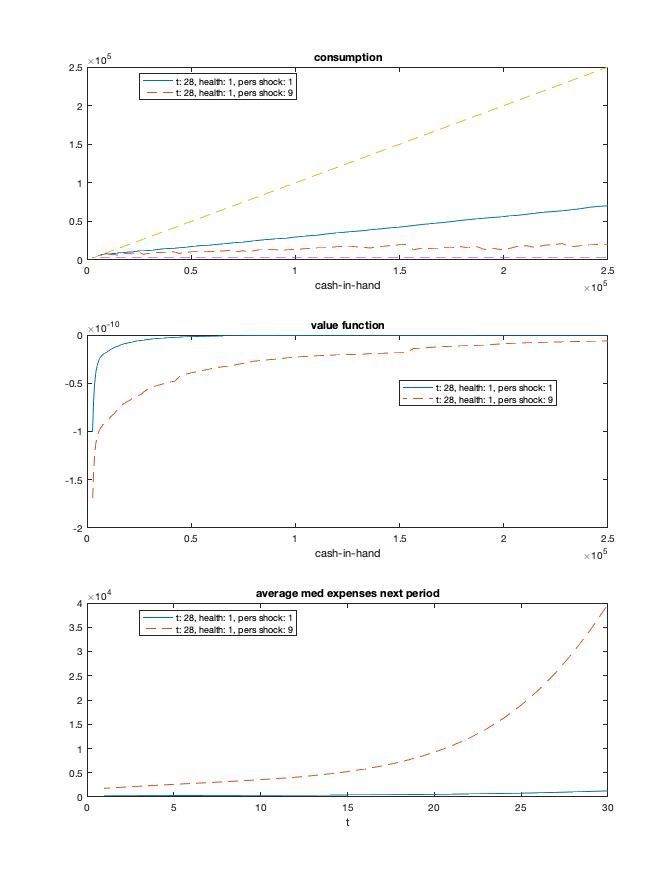 consumption
×10^5
2.5
2
1.5
1
0.5
0
t: 28, health: 1, pers shock: 1
t: 28, health: 1, pers shock: 9
0 0.5 1 1.5 2 2.5
cash-in-hand
×10^5
value function
×10^-10
0
-0.5
-1
-1.5
-2
t: 28, health: 1, pers shock: 1
t: 28, health: 1, pers shock: 9
0 0.5 1 1.5 2 2.5
cash-in-hand
×10^5
average med expenses next period
×10^4
4
3.5
3
2.5
2
1.5
1
0.5
0
t: 28, health: 1, pers shock: 1
t: 28, health: 1, pers shock: 9
0 5 10 15 20 25 30
t